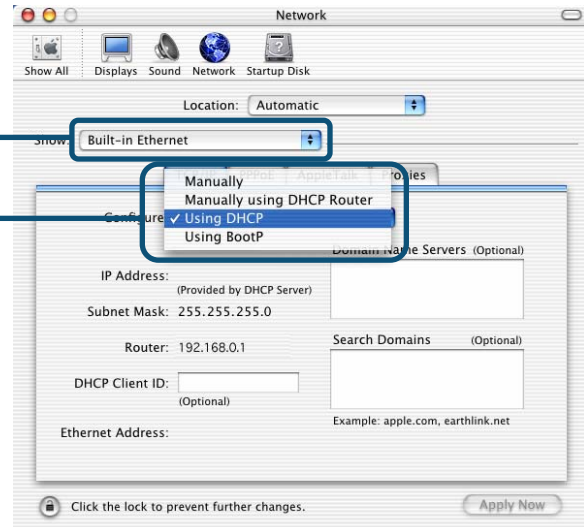 Network
Show All Displays Sound Network Startup Disk
Location: Automatic
Show: Built-in Ethernet
PPPoE AppleTalk Proxies
Manually
Manually using DHCP Router
Configure ✓ Using DHCP
Using BootP
Domain Name Servers (Optional)
IP Address:
(Provided by DHCP Server)
Subnet Mask: 255.255.255.0
Router: 192.168.0.1
Search Domains (Optional)
DHCP Client ID:
(Optional)
Example: apple.com, earthlink.net
Ethernet Address:
Click the lock to prevent further changes.
Apply Now